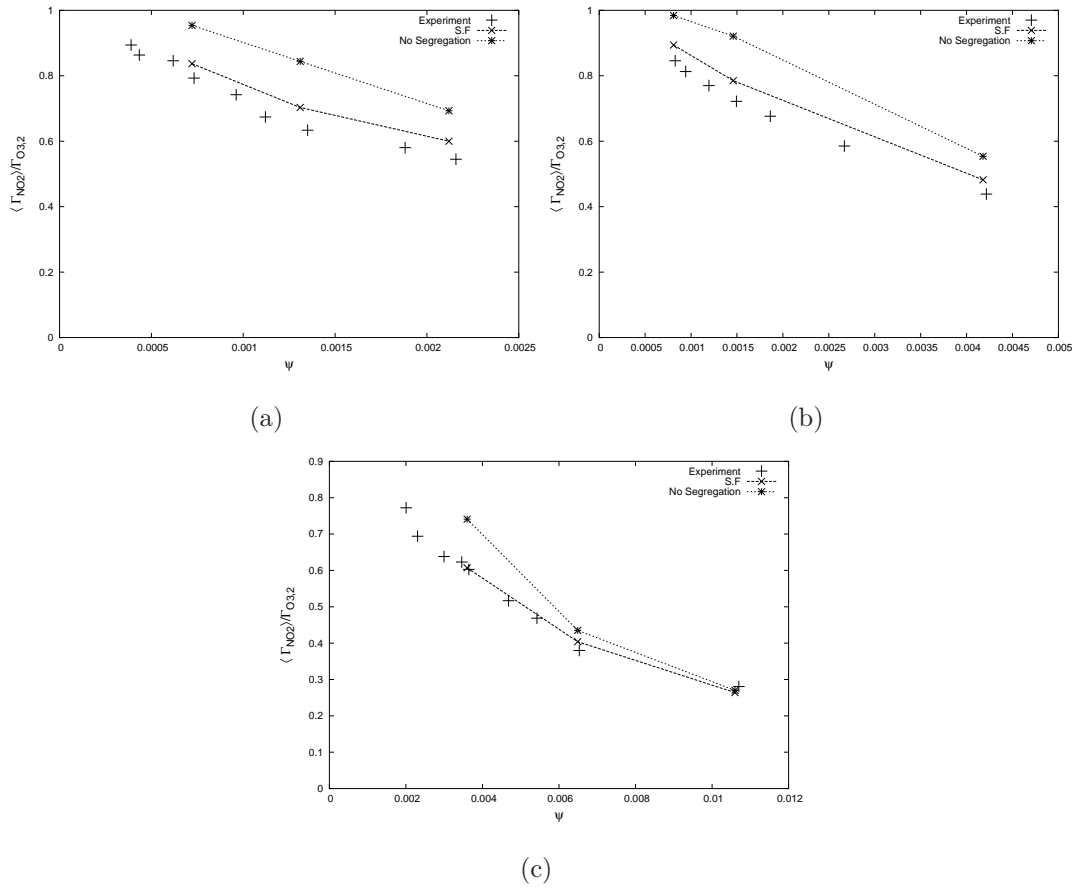 1
0.8
0.6
0.4
0.2
0
0 0.0005 0.001 0.0015 0.002 0.0025
⟨ ΓNO2⟩/ΓO3,2
ψ
Experiment
S.F
No Segregation
(a)
1
0.8
0.6
0.4
0.2
0
0 0.0005 0.001 0.0015 0.002 0.0025 0.003 0.0035 0.004 0.0045 0.005
⟨ ΓNO2⟩/ΓO3,2
ψ
Experiment
S.F
No Segregation
(b)
0.9
0.8
0.7
0.6
0.5
0.4
0.3
0.2
0.1
0
0 0.002 0.004 0.006 0.008 0.01 0.012
⟨ ΓNO2⟩/ΓO3,2
ψ
Experiment
S.F
No Segregation
(c)